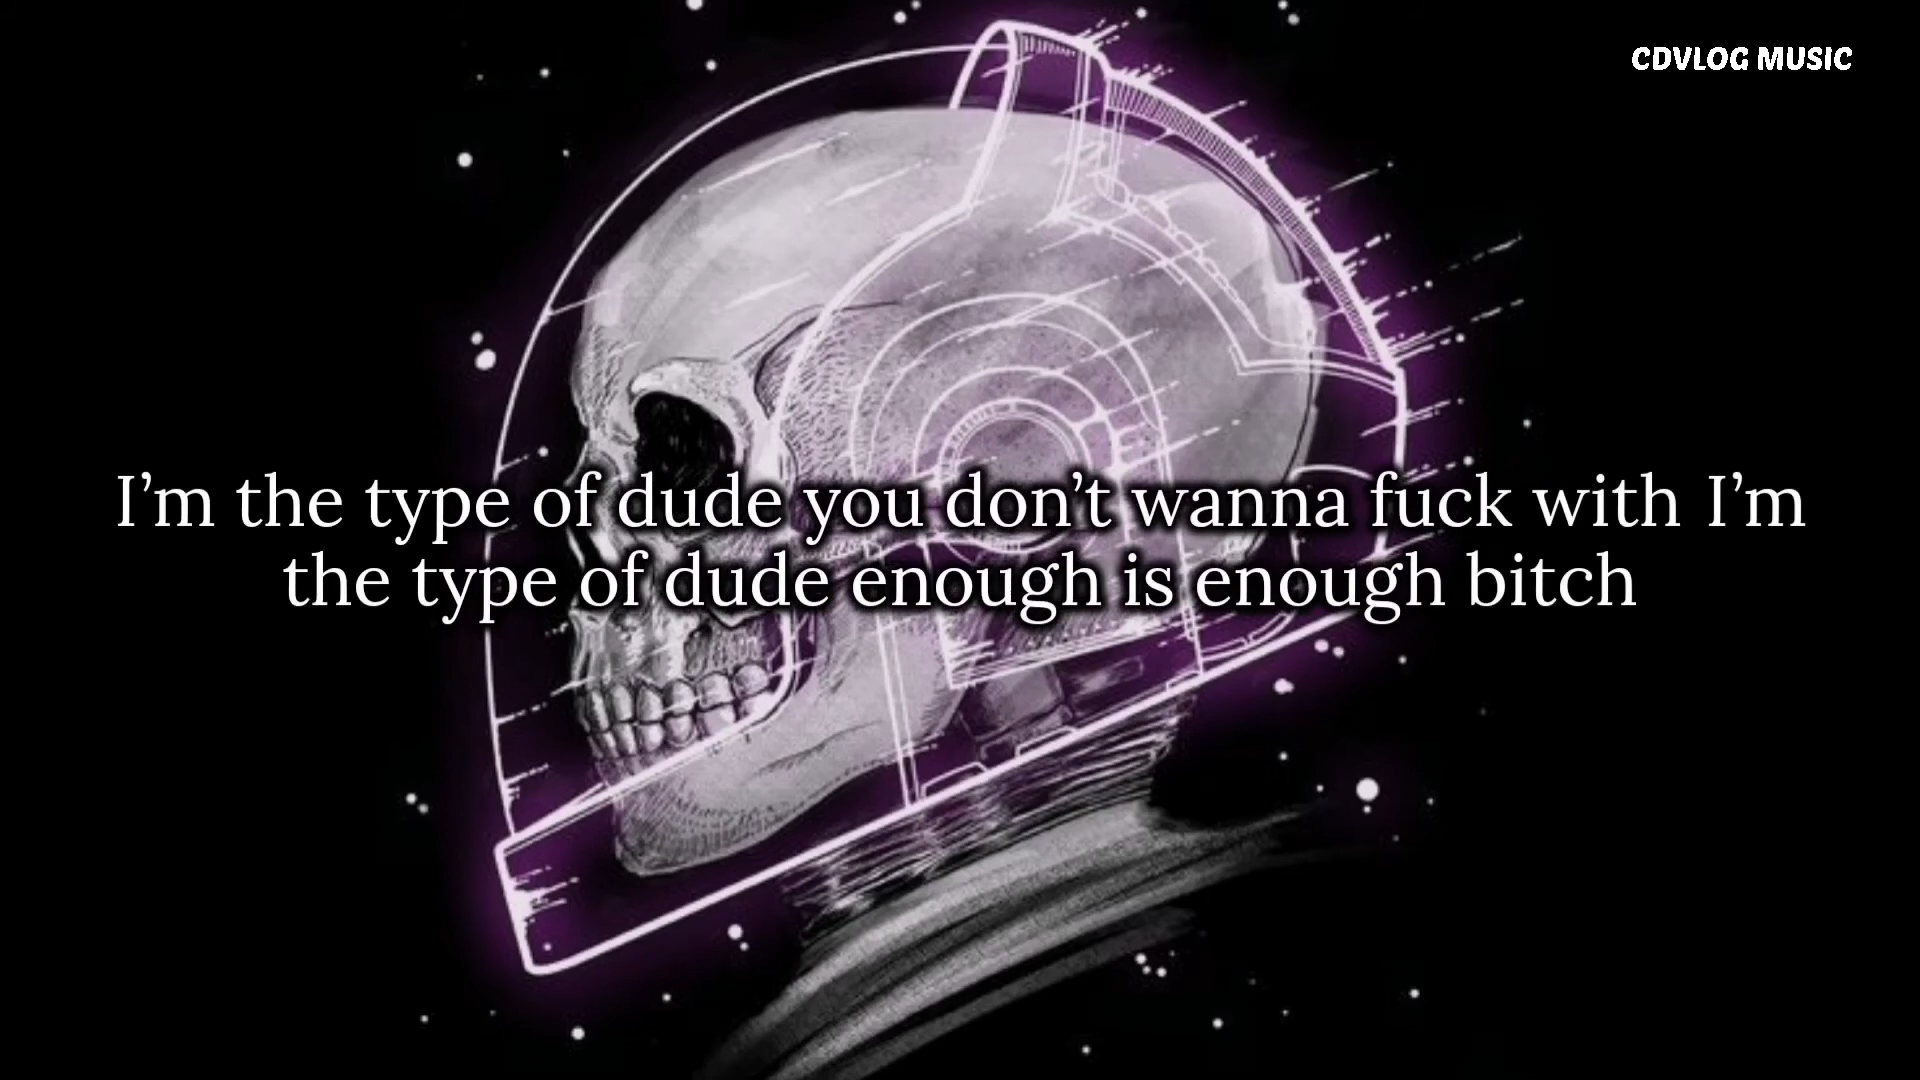 CDVLOG MUSIC
I’m the type of dude you don’t wanna fuck with I’m
the type of dude enough is enough bitch